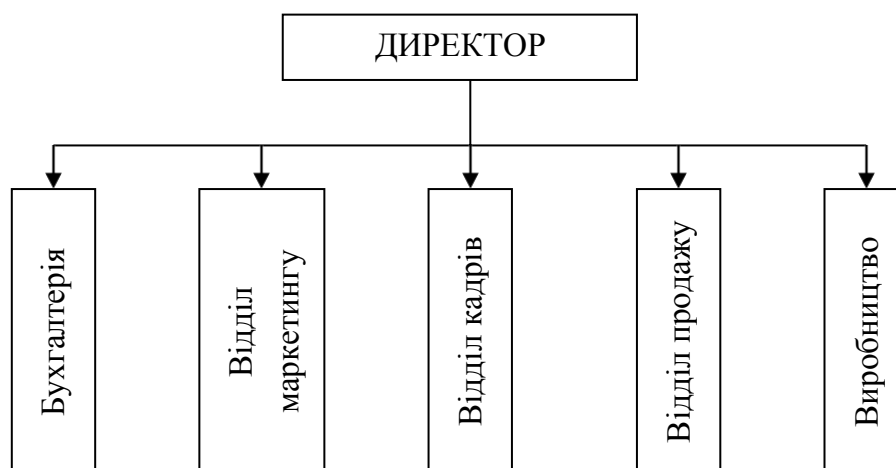 ДИРЕКТОР
Бухгалтерія
Відділ
маркетингу
Відділ кадрів
Відділ продажу
Виробництво